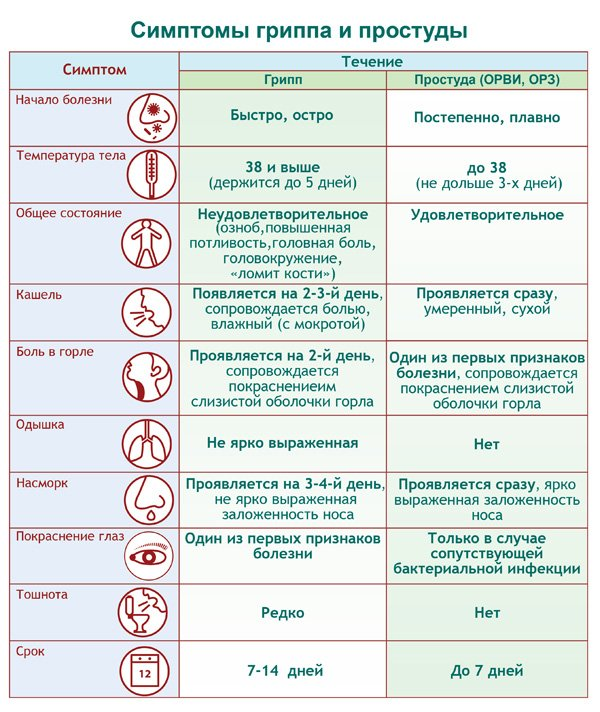 Симптомы гриппа и простуды
Симптом
Течение
Грипп
Простуда (ОРВИ, ОРЗ)
Начало болезни
Быстро, остро
Постепенно, плавно
Температура тела
38 и выше
(держится до 5 дней)
до 38
(не дольше 3-х дней)
Общее состояние
Неудовлетворительное
(озноб,повышенная
потливость,головная боль,
головокружение,
«ломит кости»)
Удовлетворительное
Кашель
Появляется на 2-3-й день,
сопровождается болью,
влажный (с мокротой)
Проявляется сразу,
умеренный, сухой
Боль в горле
Проявляется на 2-й день,
сопровождается
покраснениеим
слизистой оболочки горла
Один из первых признаков
болезни, сопровождается
покраснением слизистой
оболочки горла
Одышка
Не ярко выраженная
Нет
Насморк
Проявляется на 3-4-й день,
не ярко выраженная
заложенность носа
Проявляется сразу, ярко
выраженная заложенность
носа
Покраснение глаз
Один из первых признаков
болезни
Только в случае
сопутствующей
бактериальной инфекции
Тошнота
Редко
Нет
Срок
12
7-14 дней
До 7 дней